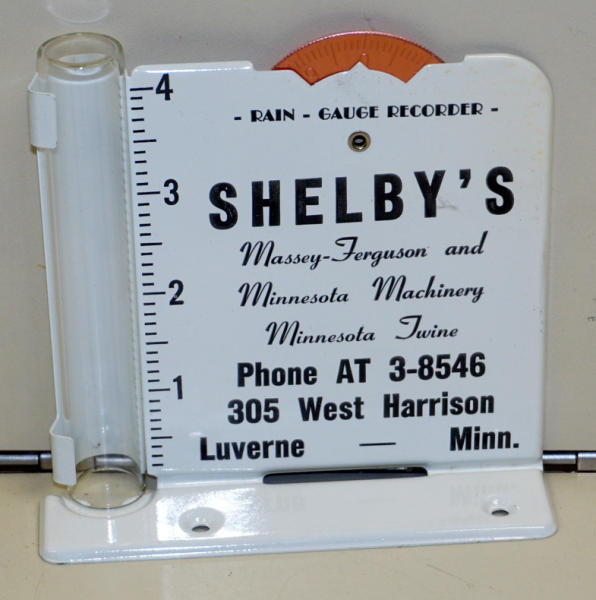 - RAIN - GAUGE RECORDER -
SHELBY'S
Massey-Ferguson and
Minnesota Machinery
Minnesota Twine
Phone AT 3-8546
305 West Harrison
Luverne — Minn.
4
3
2
1